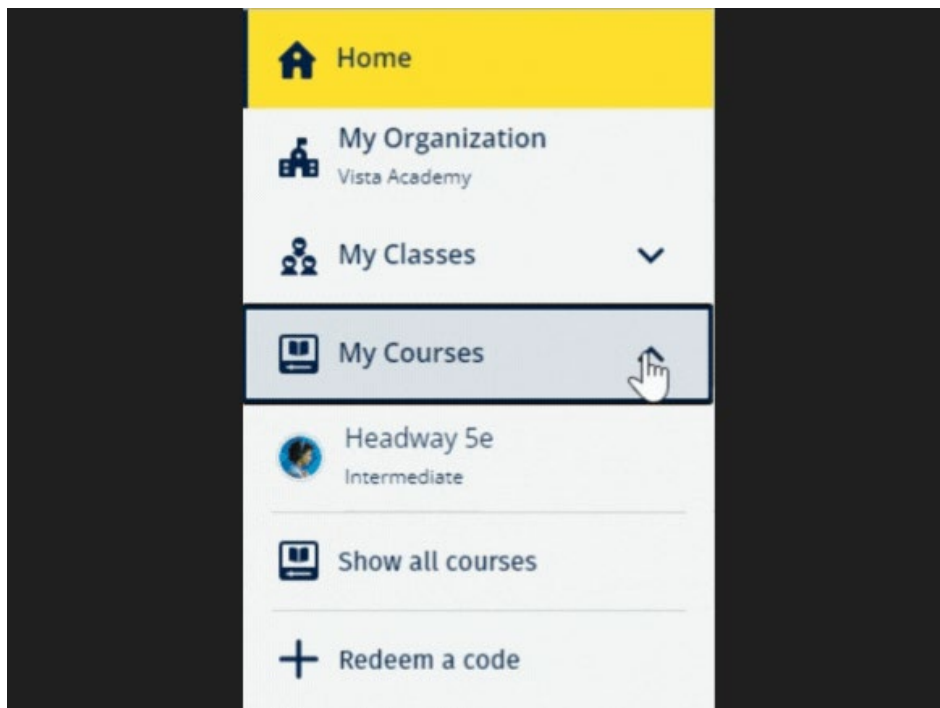 Home
My Organization
Vista Academy
My Classes
My Courses
Headway 5e
Intermediate
Show all courses
Redeem a code